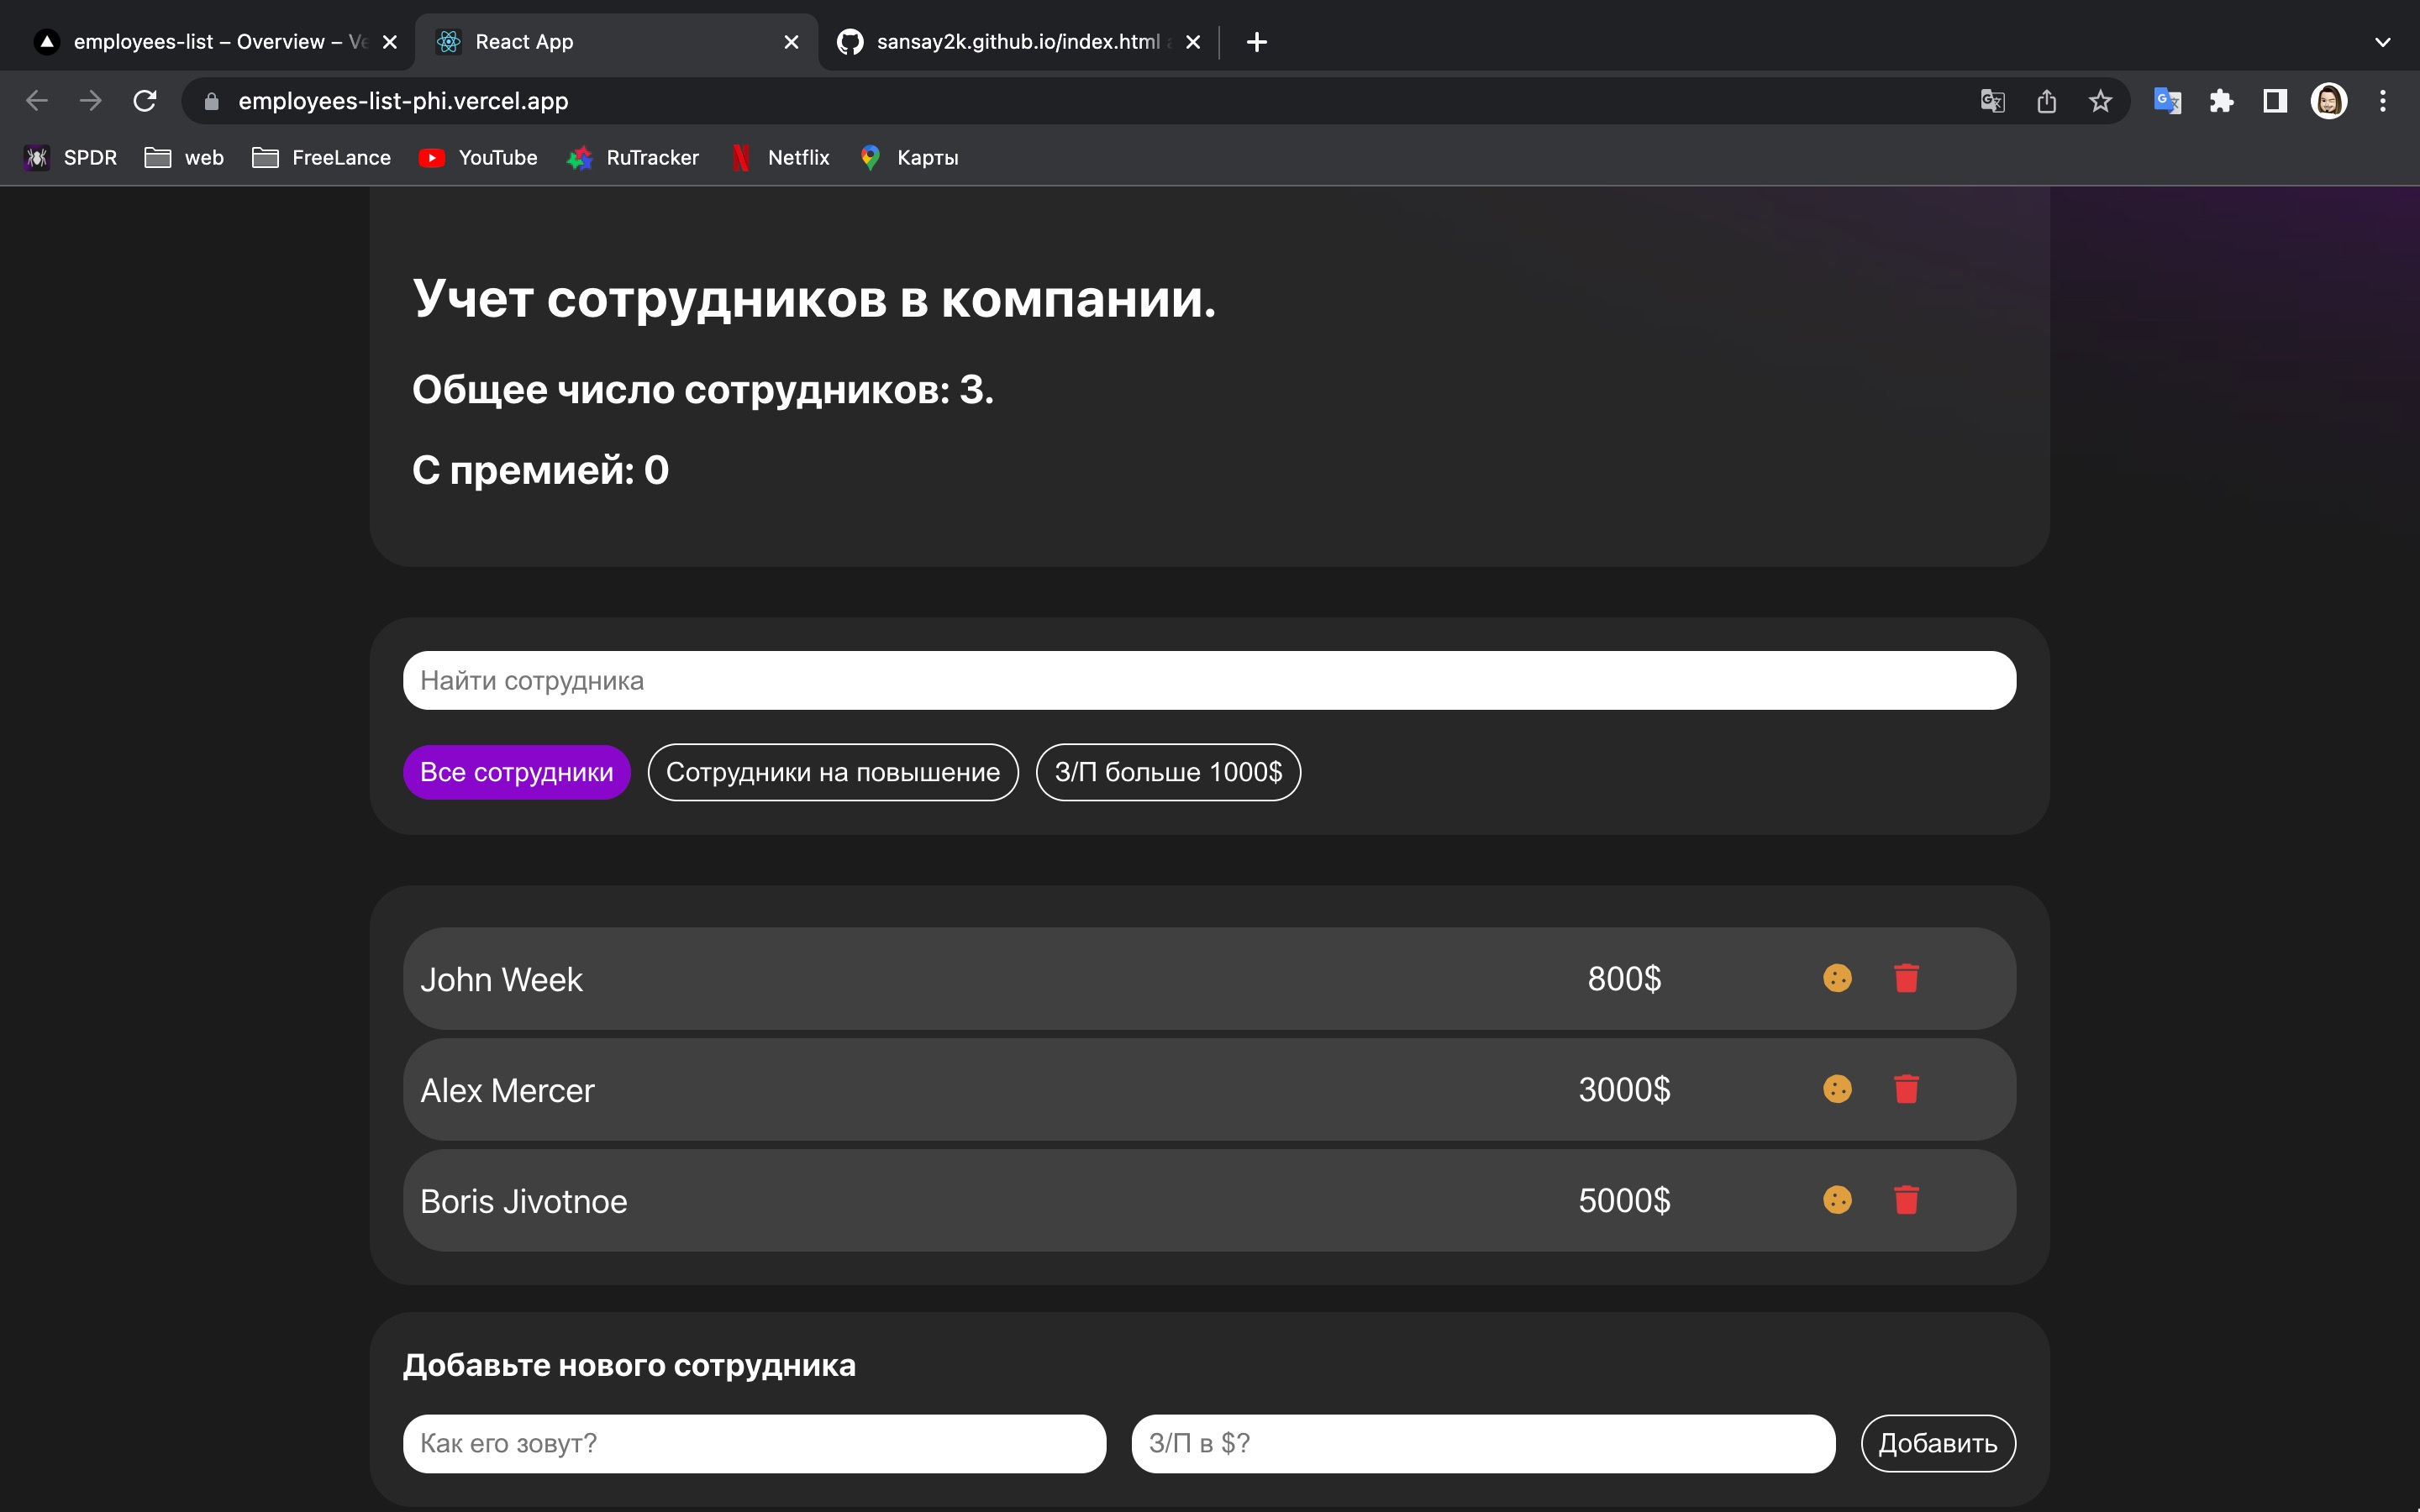 employees-list – Overview – Ve
React App
sansay2k.github.io/index.html
employees-list-phi.vercel.app
SPDR
web
FreeLance
YouTube
RuTracker
Netflix
Карты
Учет сотрудников в компании.
Общее число сотрудников: 3.
С премией: 0
Найти сотрудника
Все сотрудники
Сотрудники на повышение
З/П больше 1000$
John Week
800$
Alex Mercer
3000$
Boris Jivotnoe
5000$
Добавьте нового сотрудника
Как его зовут?
З/П в $?
Добавить